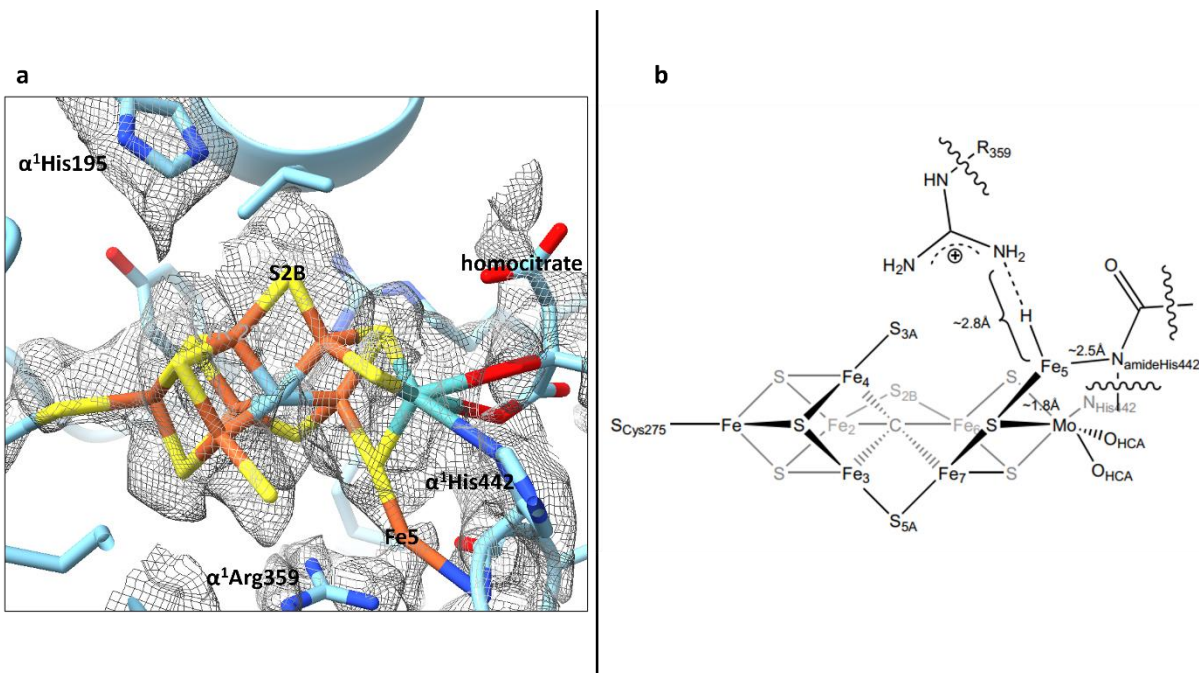 a
α¹His195
S2B
homocitrate
α¹His442
Fe5
α¹Arg359
b
R359
HN
H2N
⊕
NH2
O
H
~2.8Å
S3A
Fe5
~2.5Å
NamideHis442
~1.8Å
NHis442
S
Fe4
S2B
S
SCys275
Fe
S
Fe2
C
Fe6
S
Mo
OHCA
S
Fe3
Fe7
S
OHCA
S5A